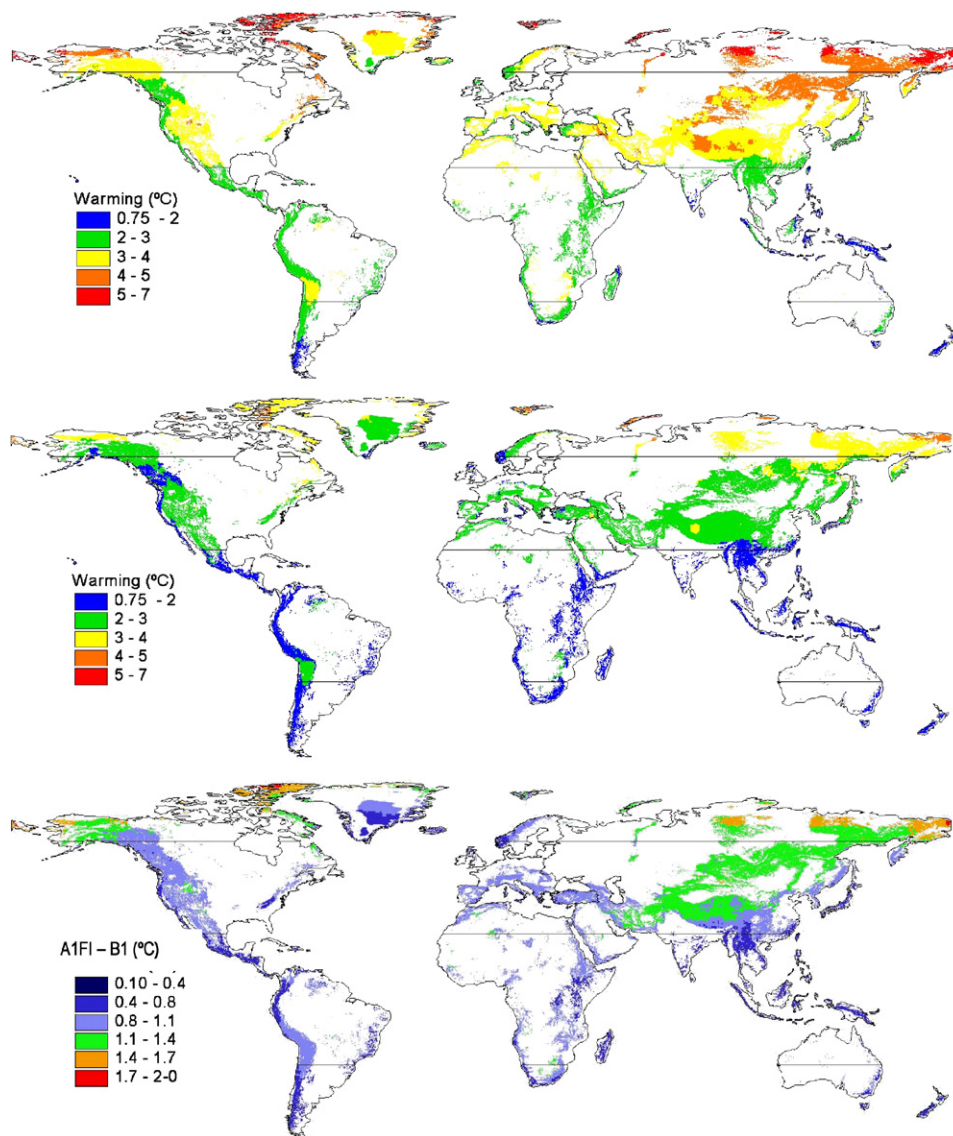 Warming (ºC)
0.75 - 2
2 - 3
3 - 4
4 - 5
5 - 7
Warming (ºC)
0.75 - 2
2 - 3
3 - 4
4 - 5
5 - 7
A1FI – B1 (ºC)
0.10 - 0.4
0.4 - 0.8
0.8 - 1.1
1.1 - 1.4
1.4 - 1.7
1.7 - 2-0